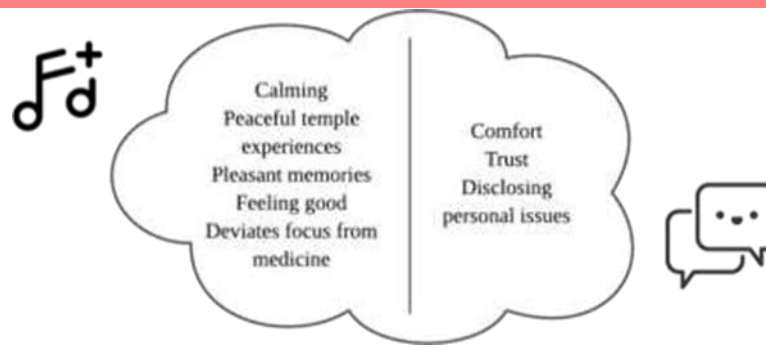 Calming
Peaceful temple
experiences
Pleasant memories
Feeling good
Deviates focus from
medicine
Comfort
Trust
Disclosing
personal issues